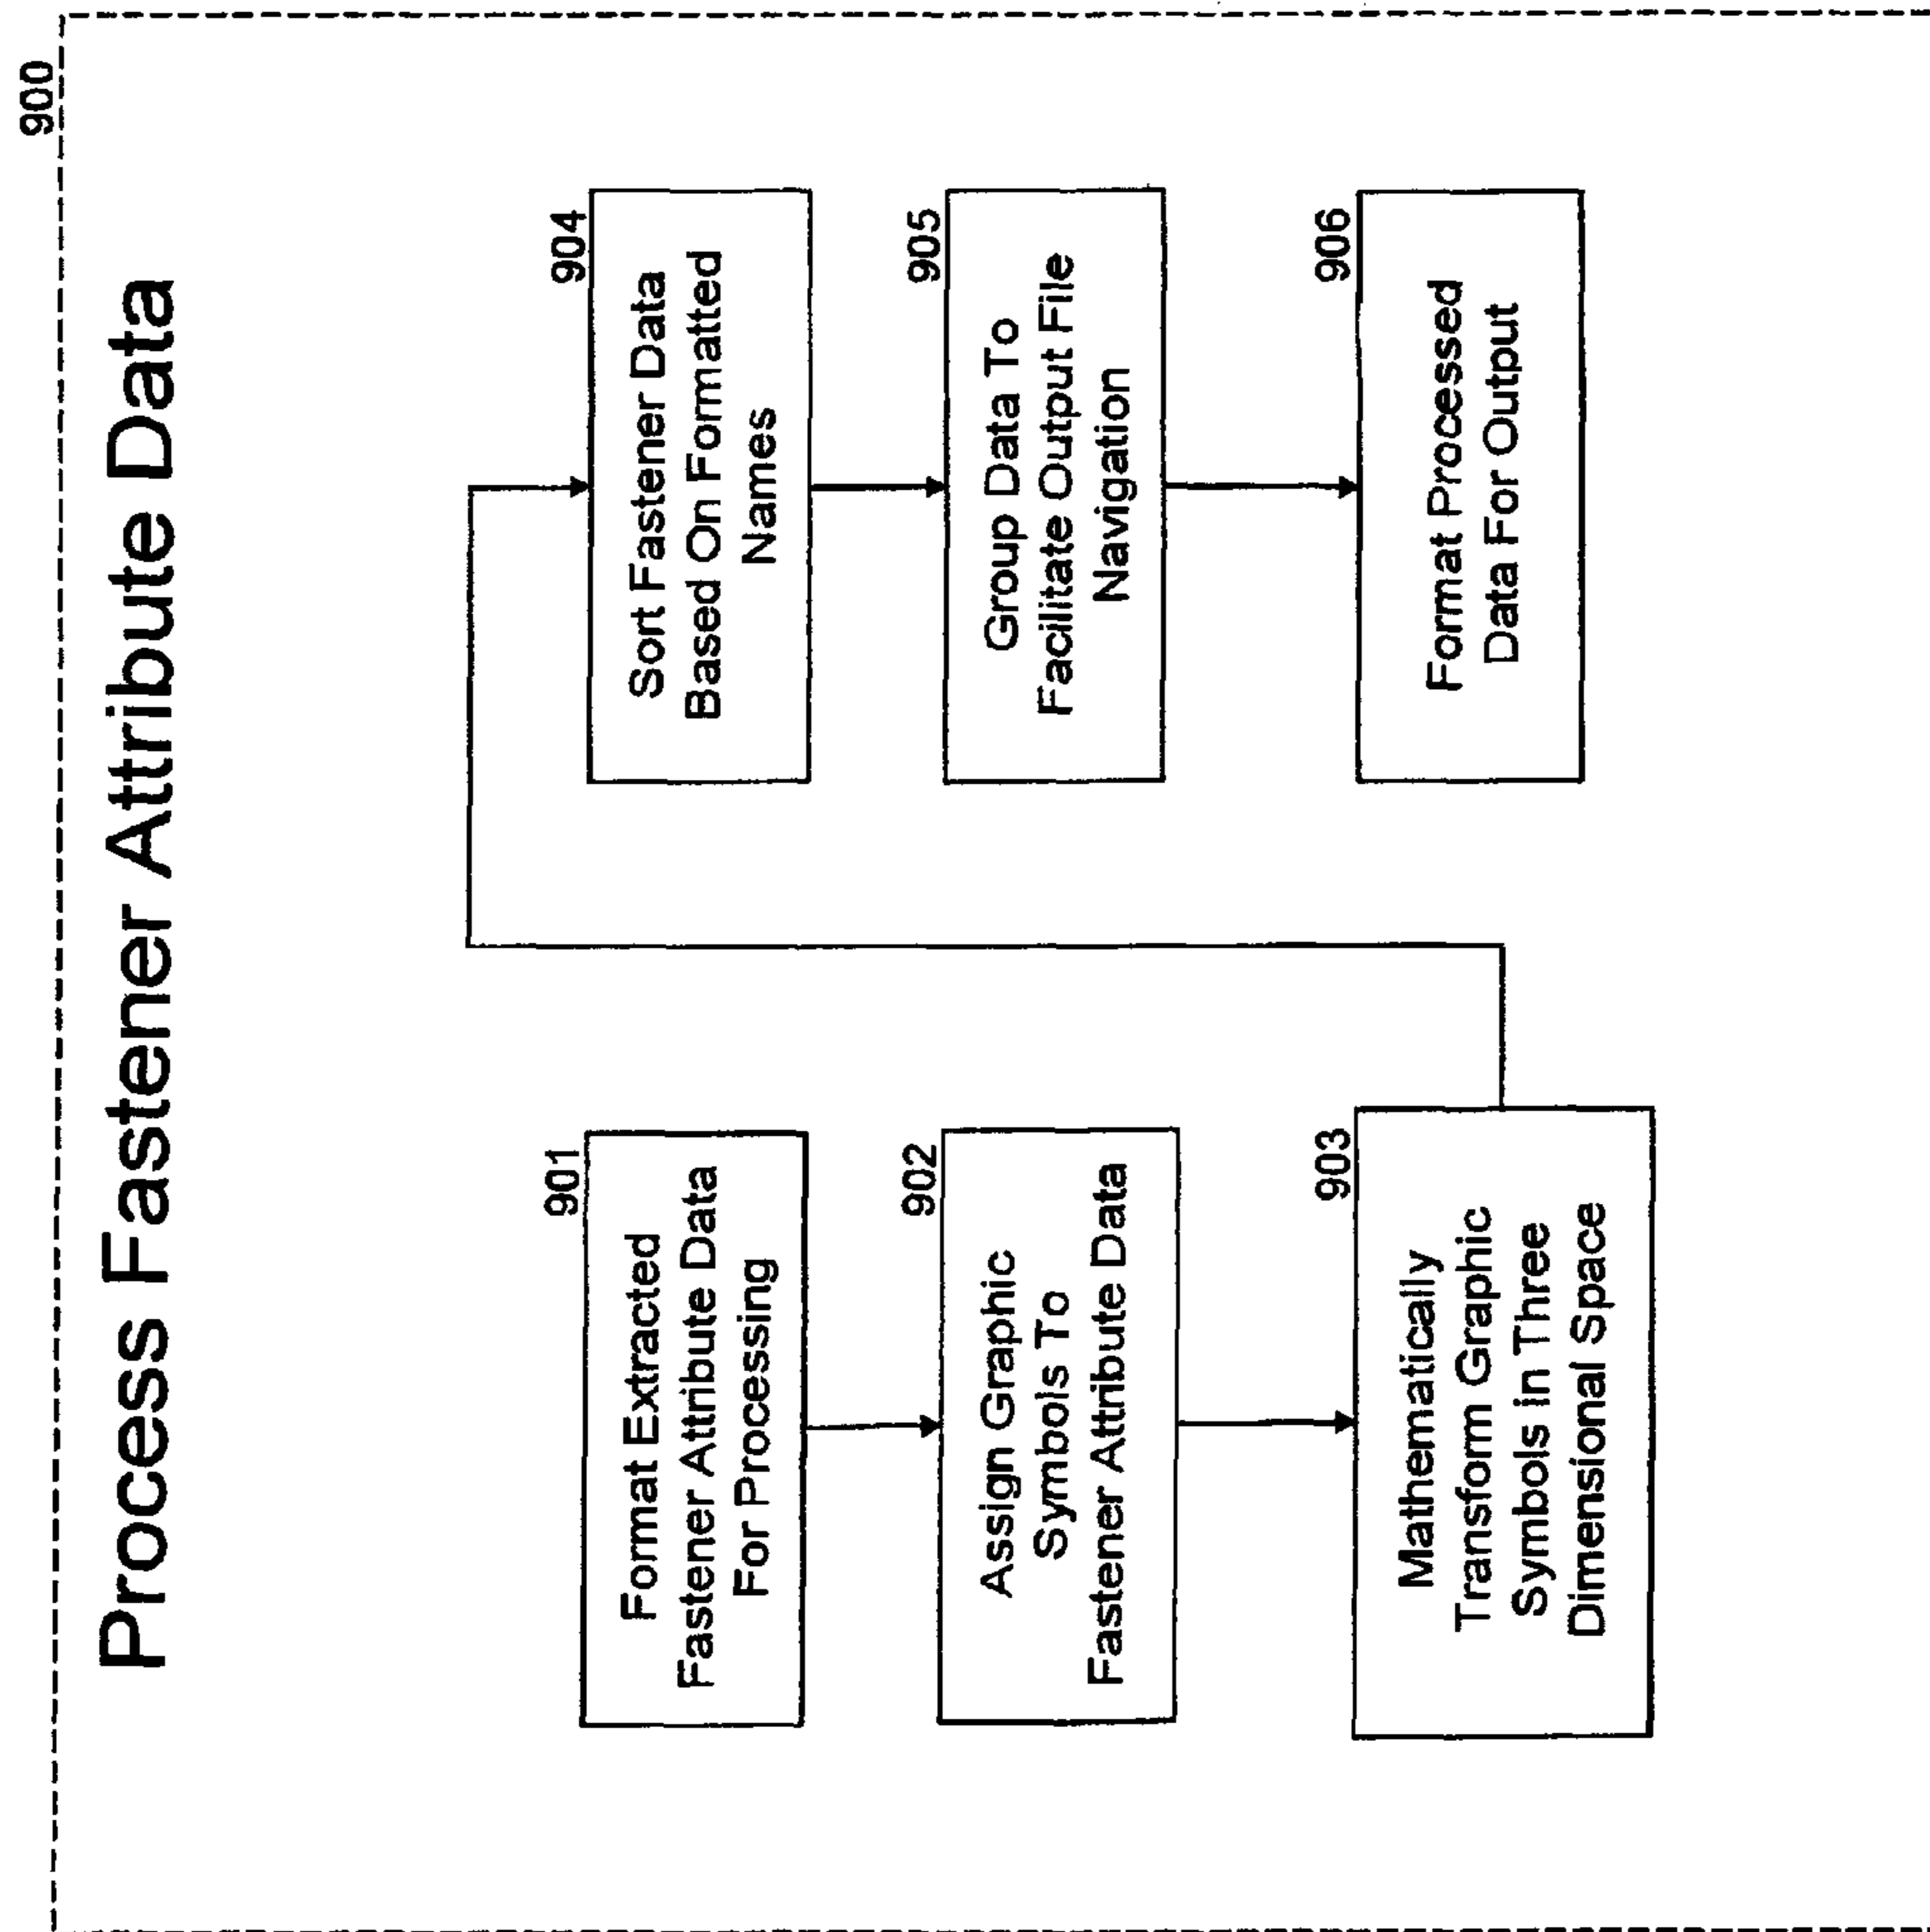 900
Process Fastener Attribute Data
901
Format Extracted
Fastener Attribute Data
For Processing
902
Assign Graphic
Symbols To
Fastener Attribute Data
903
Mathematically
Transform Graphic
Symbols in Three
Dimensional Space
904
Sort Fastener Data
Based On Formatted
Names
905
Group Data To
Facilitate Output File
Navigation
906
Format Processed
Data For Output